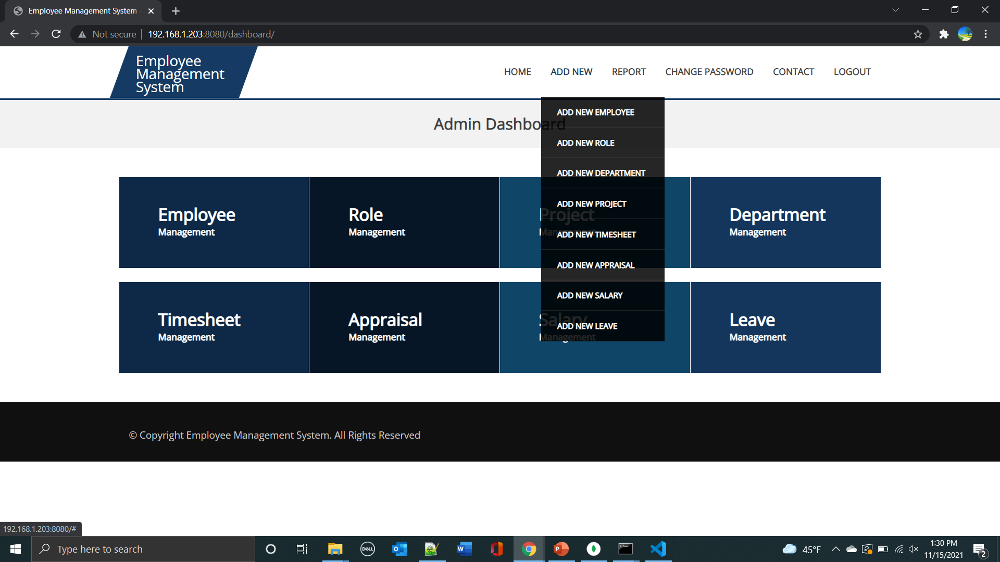 Employee Management System -
Not secure | 192.168.1.203:8080/dashboard/
Employee
Management
System
HOME ADD NEW REPORT CHANGE PASSWORD CONTACT LOGOUT
Admin Dashboard
ADD NEW EMPLOYEE
ADD NEW ROLE
ADD NEW DEPARTMENT
ADD NEW PROJECT
ADD NEW TIMESHEET
ADD NEW APPRAISAL
ADD NEW SALARY
ADD NEW LEAVE
Employee
Management
Role
Management
Project
Management
Department
Management
Timesheet
Management
Appraisal
Management
Salary
Management
Leave
Management
© Copyright Employee Management System. All Rights Reserved
192.168.1.203:8080/#
Type here to search
DELL
45°F
1:30 PM
11/15/2021
2